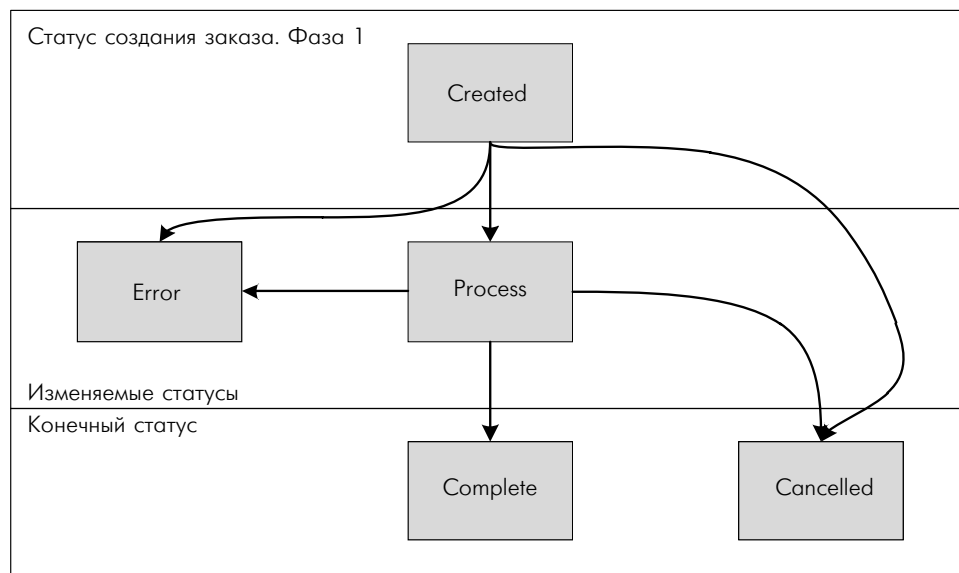 Статус создания заказа. Фаза 1
Created
Error
Process
Изменяемые статусы
Конечный статус
Complete
Cancelled